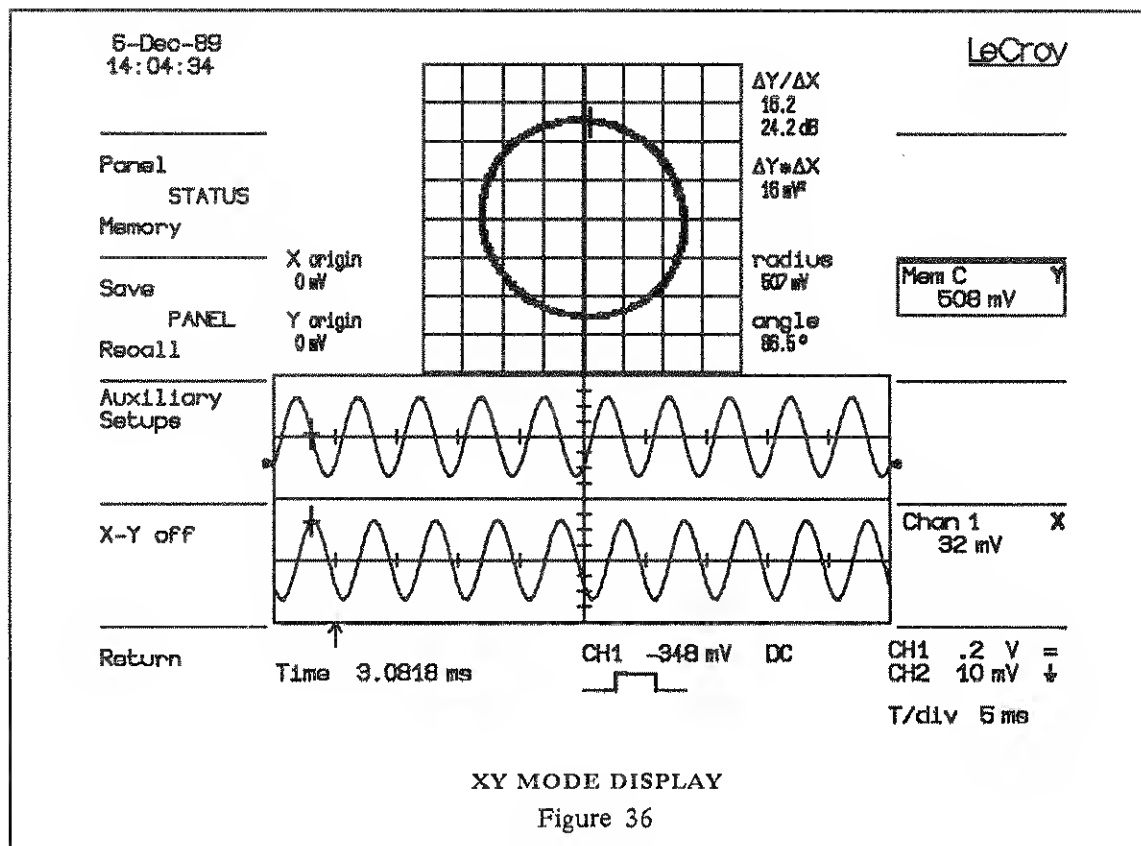 6-Dec-89
14:04:34
LeCroy
ΔY/ΔX
16.2
24.2 dB
ΔY*ΔX
16 mV²
radius
507 mV
angle
86.5°
Panel
STATUS
Memory
Save
PANEL
Recall
X origin
0 mV
Y origin
0 mV
Auxiliary
Setups
X-Y off
Return
Mem C Y
508 mV
Chan 1 X
32 mV
Time 3.0818 ms
CH1 -348 mV DC
CH1 .2 V =
CH2 10 mV ⏚
T/div 5 ms
XY MODE DISPLAY
Figure 36